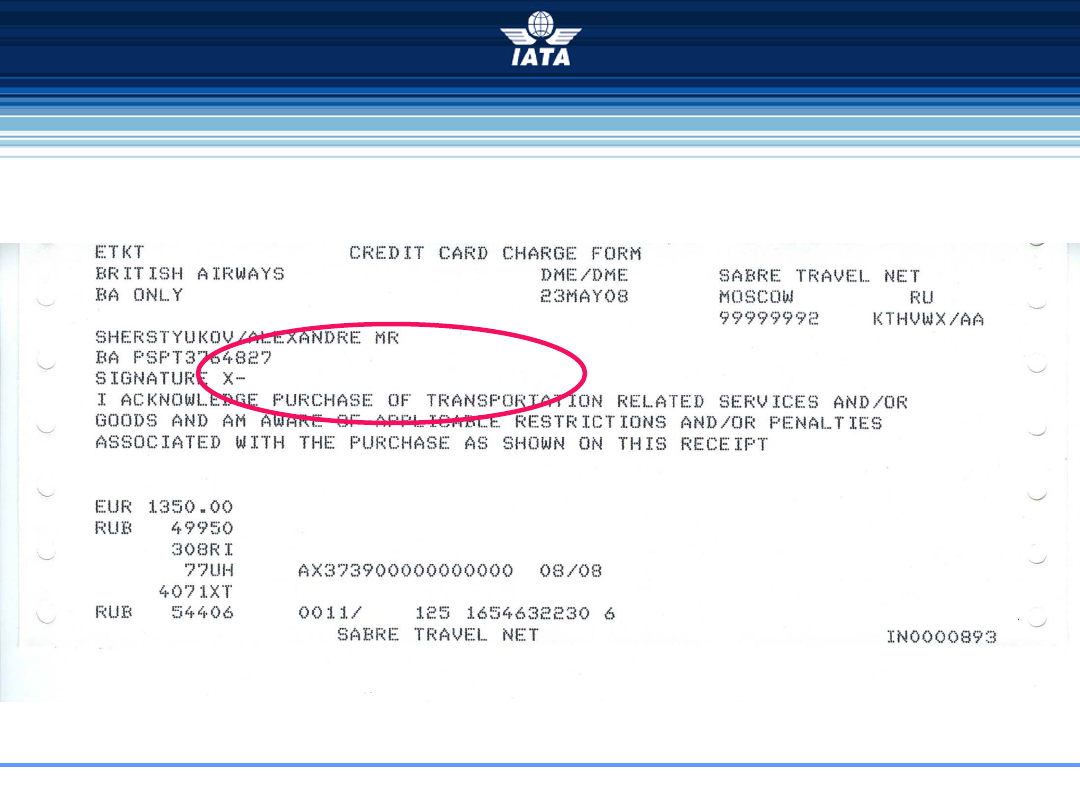 IATA
ETKT CREDIT CARD CHARGE FORM
BRITISH AIRWAYS DME/DME SABRE TRAVEL NET
BA ONLY 23MAY08 MOSCOW RU
99999992 KTHVWX/AA
SHERSTYUKOV/ALEXANDRE MR
BA PSPT3764827
SIGNATURE X-
I ACKNOWLEDGE PURCHASE OF TRANSPORTATION RELATED SERVICES AND/OR
GOODS AND AM AWARE OF APPLICABLE RESTRICTIONS AND/OR PENALTIES
ASSOCIATED WITH THE PURCHASE AS SHOWN ON THIS RECEIPT
EUR 1350.00
RUB 49950
308RI
77UH AX373900000000000 08/08
4071XT
RUB 54406 0011/ 125 1654632230 6
SABRE TRAVEL NET IN0000893